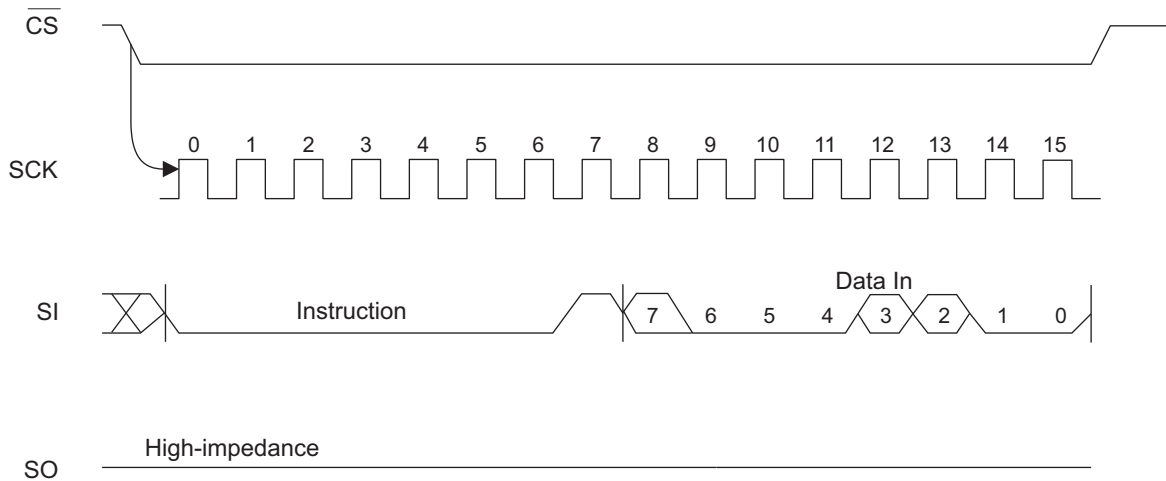 CS
0 1 2 3 4 5 6 7 8 9 10 11 12 13 14 15
SCK
Data In
SI Instruction 7 6 5 4 3 2 1 0
High-impedance
SO